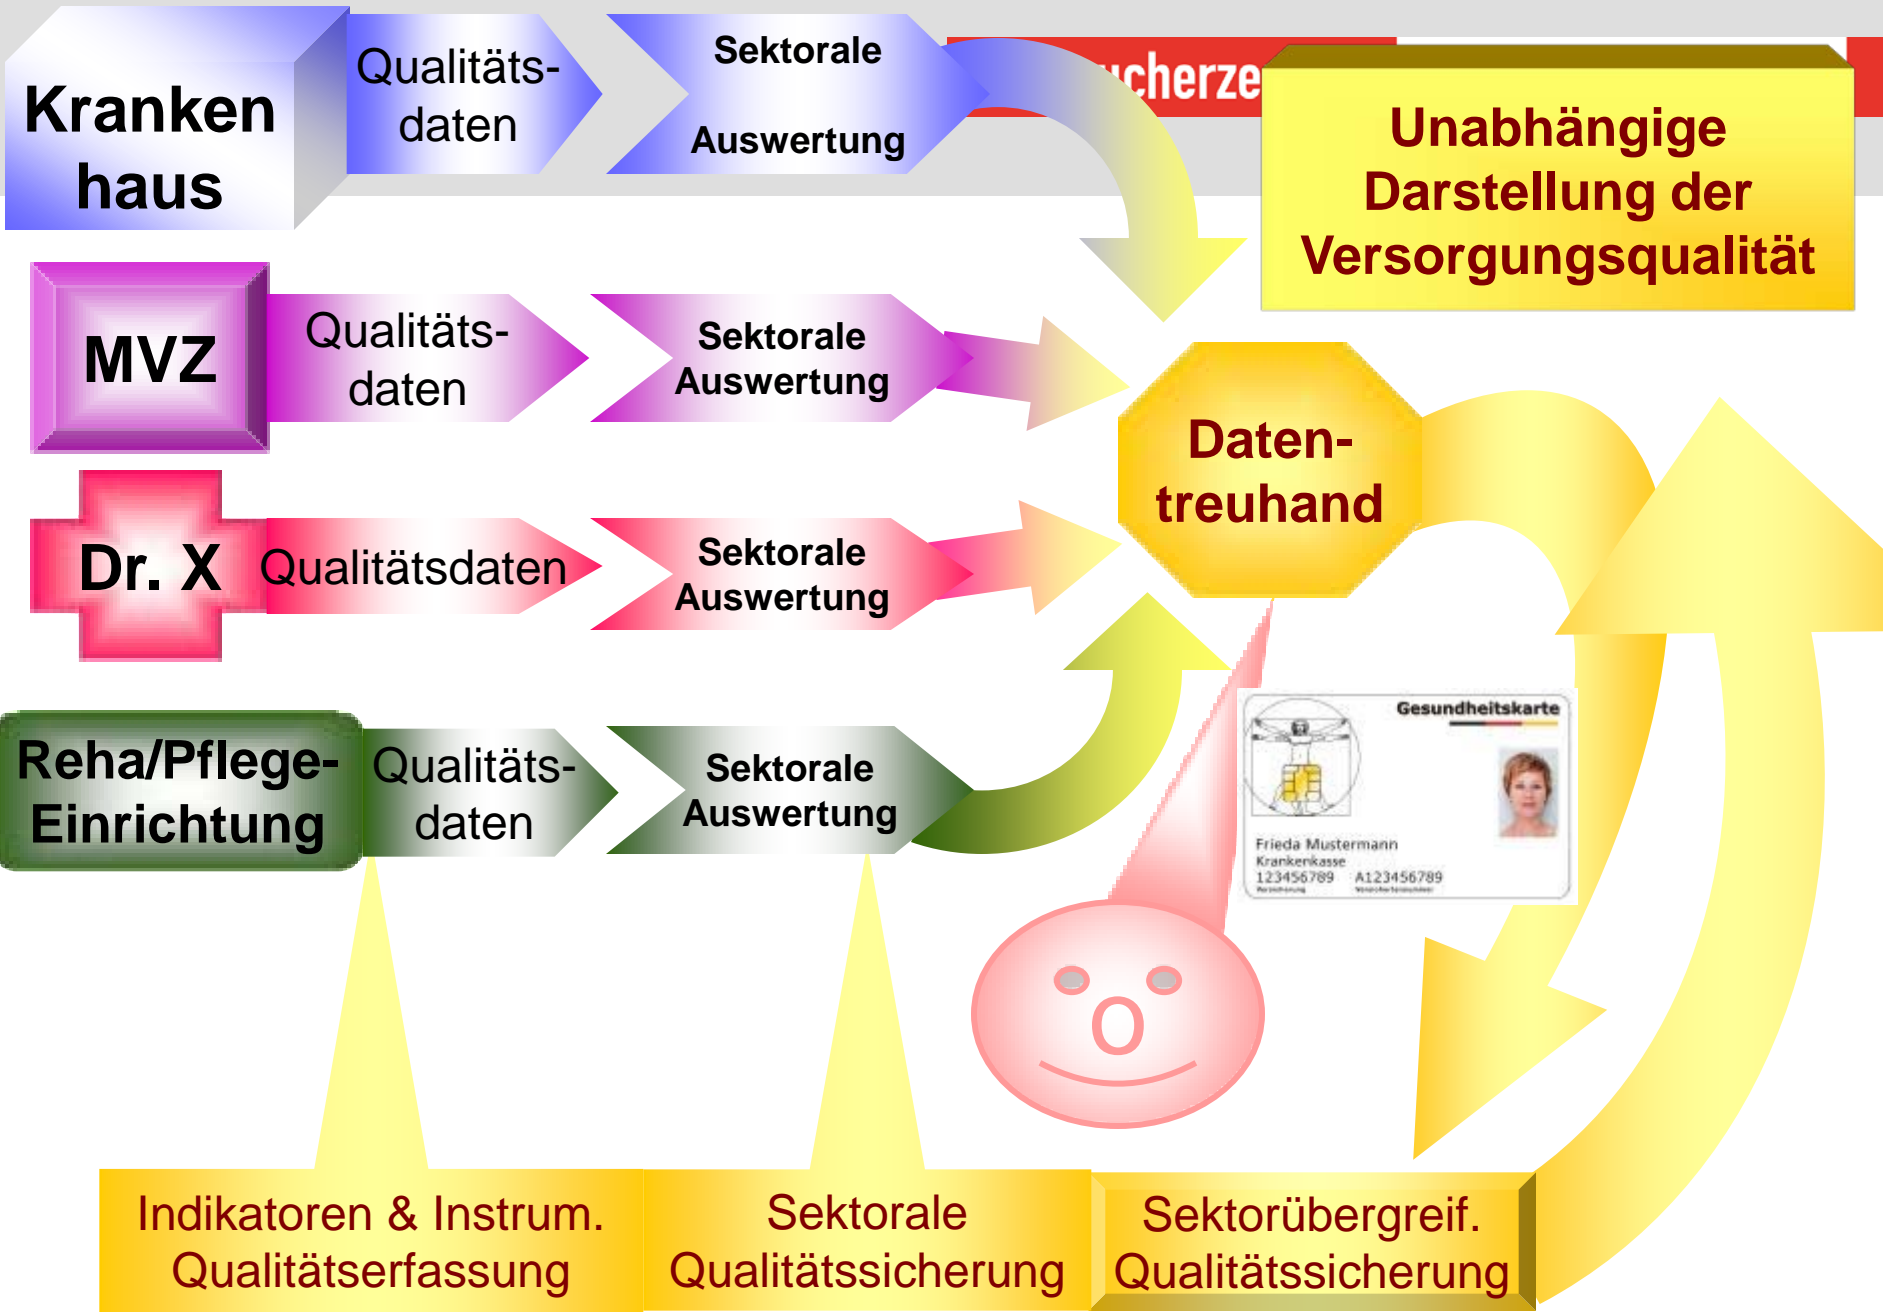 Kranken
haus
Qualitäts-
daten
Sektorale
Auswertung
ucherze
Unabhängige
Darstellung der
Versorgungsqualität
MVZ
Qualitäts-
daten
Sektorale
Auswertung
Daten-
treuhand
Dr. X
Qualitätsdaten
Sektorale
Auswertung
Reha/Pflege-
Einrichtung
Qualitäts-
daten
Sektorale
Auswertung
Gesundheitskarte
Frieda Mustermann
Krankenkasse
123456789 A123456789
Indikatoren & Instrum.
Qualitätserfassung
Sektorale
Qualitätssicherung
Sektorübergreif.
Qualitätssicherung